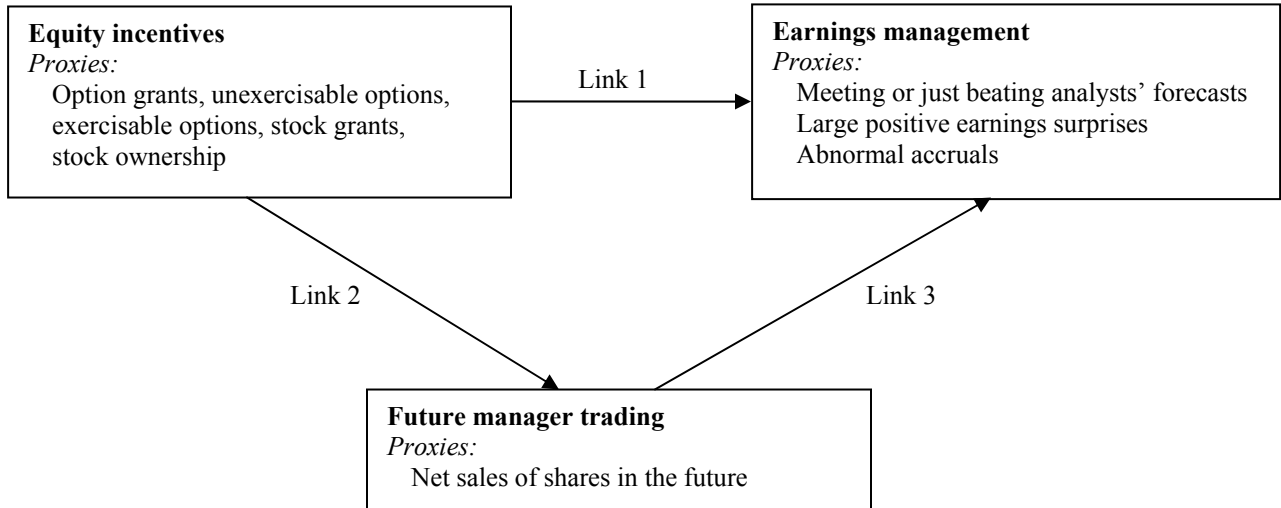 Equity incentives
Proxies:
Option grants, unexercisable options,
exercisable options, stock grants,
stock ownership
Link 1
Earnings management
Proxies:
Meeting or just beating analysts’ forecasts
Large positive earnings surprises
Abnormal accruals
Link 2
Link 3
Future manager trading
Proxies:
Net sales of shares in the future